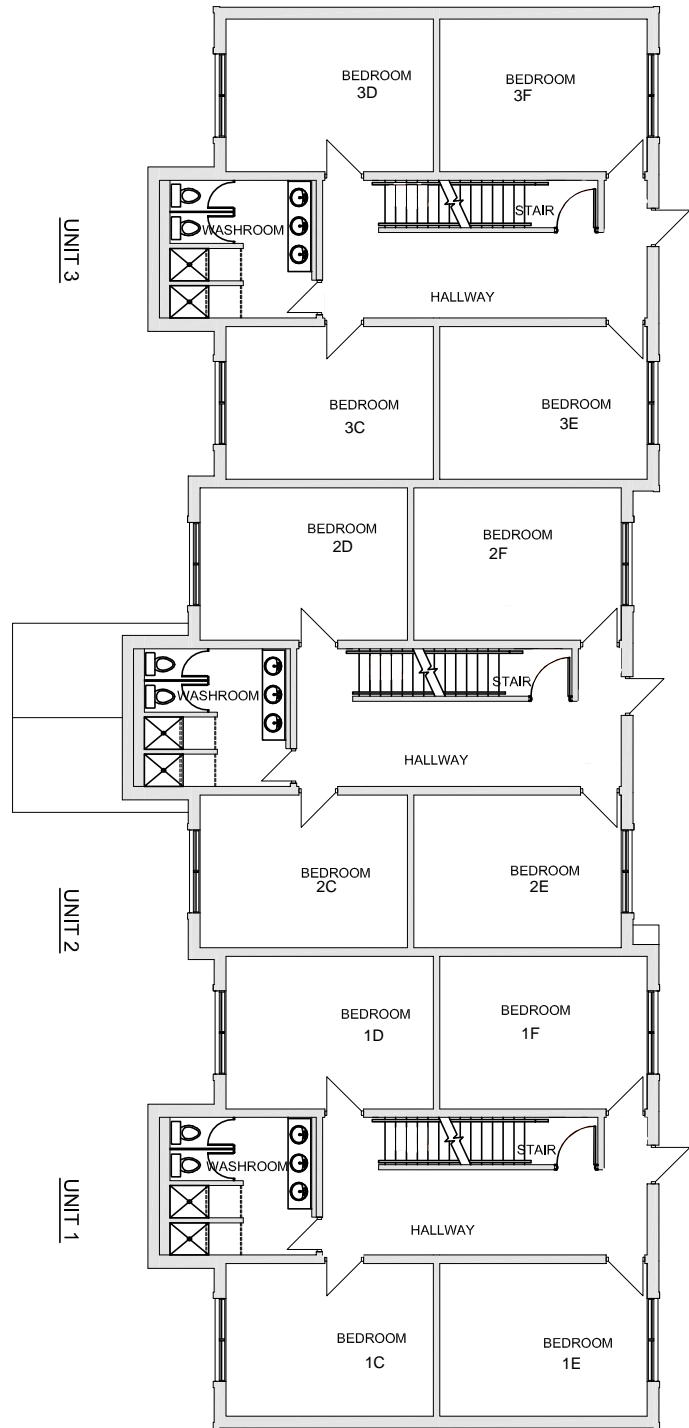 BEDROOM
3D
BEDROOM
3F
WASHROOM
STAIR
UNIT 3
HALLWAY
BEDROOM
3C
BEDROOM
3E
BEDROOM
2D
BEDROOM
2F
WASHROOM
STAIR
HALLWAY
BEDROOM
2C
BEDROOM
2E
UNIT 2
BEDROOM
1D
BEDROOM
1F
WASHROOM
STAIR
UNIT 1
HALLWAY
BEDROOM
1C
BEDROOM
1E